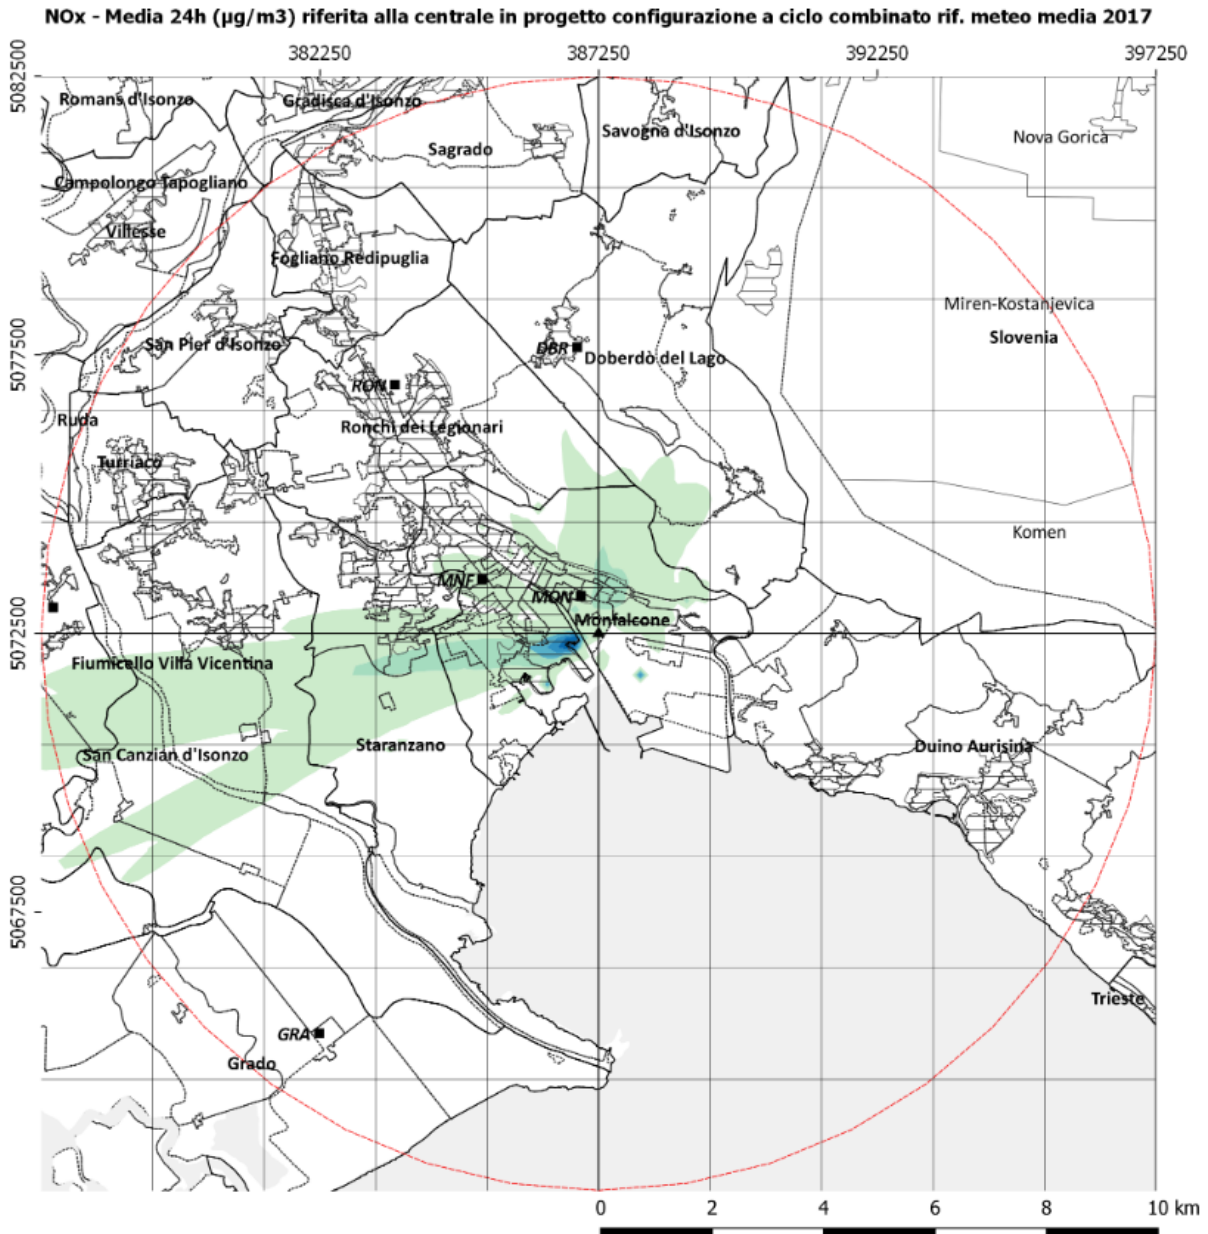 NOx - Media 24h (µg/m3) riferita alla centrale in progetto configurazione a ciclo combinato rif. meteo media 2017
382250 387250 392250 397250
5082500
Romans d'Isonzo
Gradisca d'Isonzo
Savogna d'Isonzo
Nova Gorica
Sagrado
Campolongo Tapogliano
Villesse
Fogliano Redipuglia
Miren-Kostanjevica
Slovenia
5077500
San Pier d'Isonzo
DBR
Doberdò del Lago
RON
Ruda
Ronchi dei Legionari
Turriaco
Komen
MNF
MON
5072500
Monfalcone
Fiumicello Villa Vicentina
Staranzano
San Canzian d'Isonzo
Duino Aurisina
5067500
Trieste
GRA
Grado
0 2 4 6 8 10 km